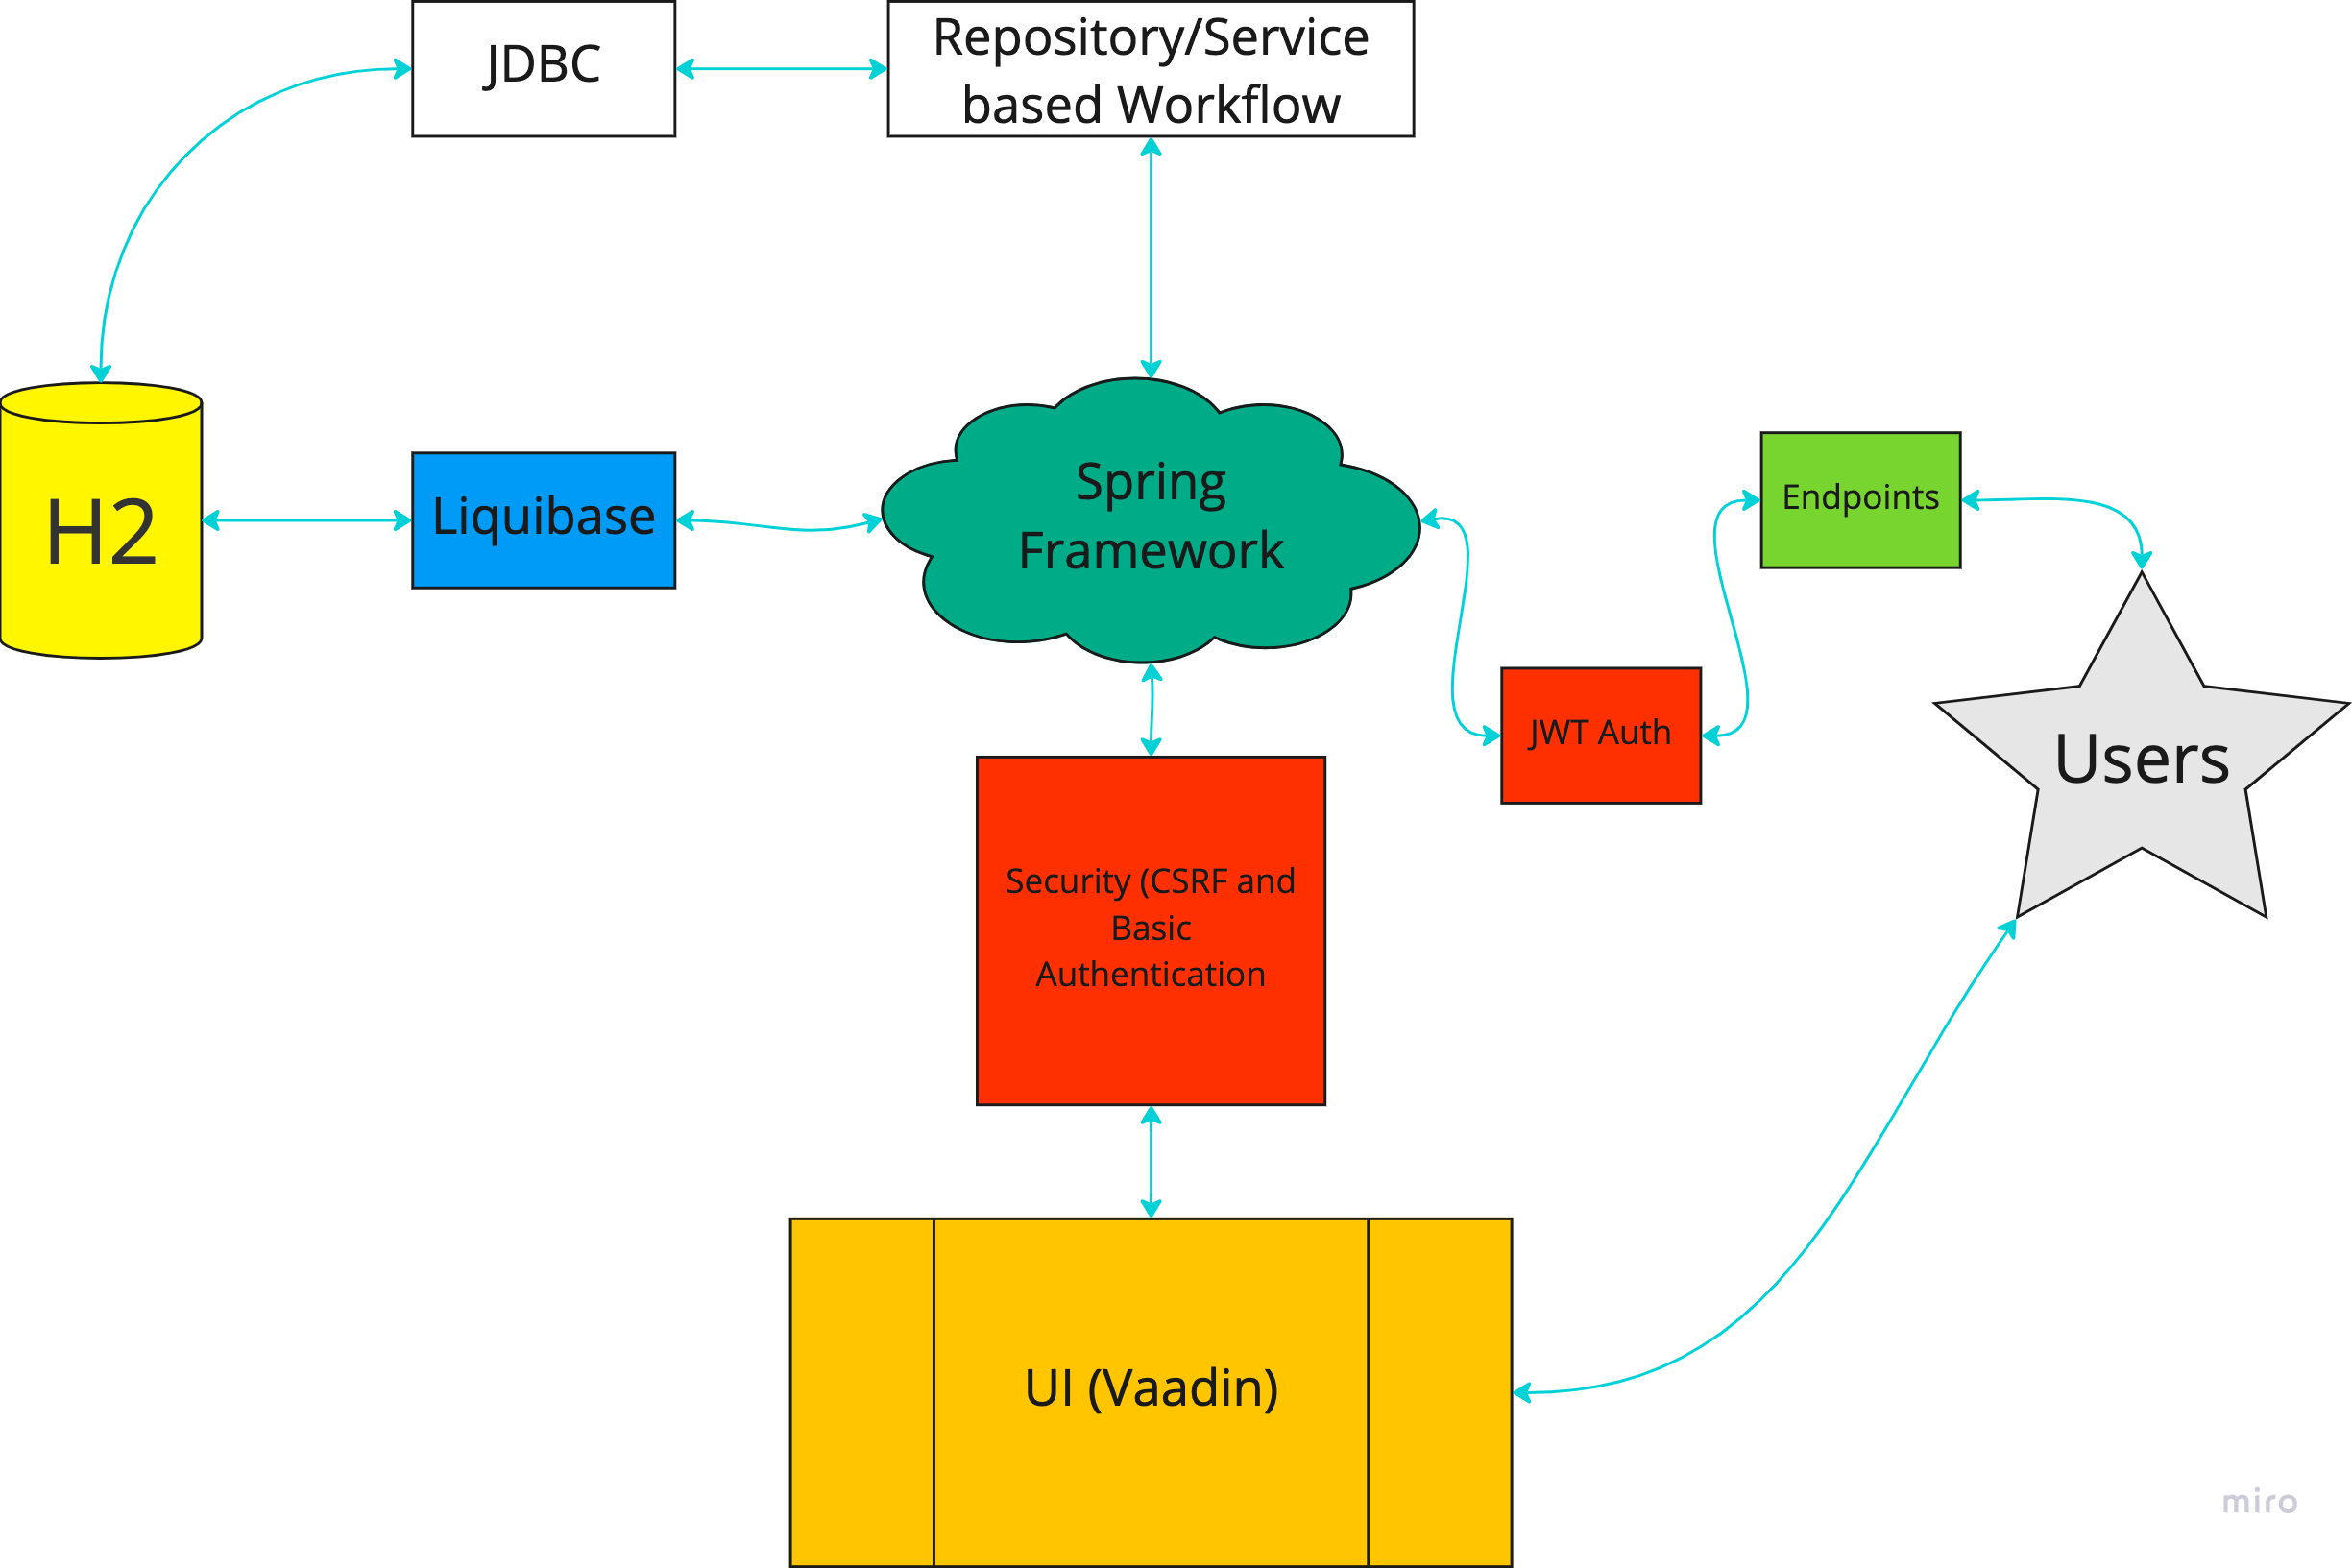 JDBC
Repository/Service
based Workflow
H2
Liquibase
Spring
Framework
Endpoints
JWT Auth
Users
Security (CSRF and
Basic
Authentication
UI (Vaadin)
miro